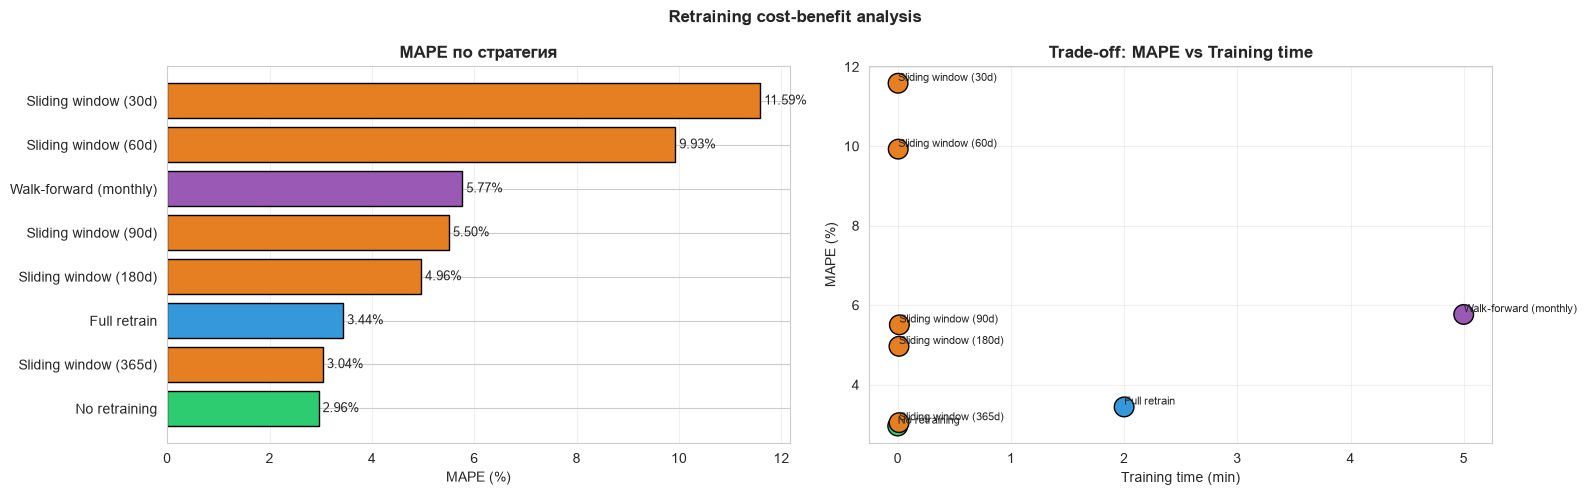 Retraining cost-benefit analysis
MAPE по стратегия
Sliding window (30d)
11.59%
Sliding window (60d)
9.93%
Walk-forward (monthly)
5.77%
Sliding window (90d)
5.50%
Sliding window (180d)
4.96%
Full retrain
3.44%
Sliding window (365d)
3.04%
No retraining
2.96%
0 2 4 6 8 10 12
MAPE (%)
Trade-off: MAPE vs Training time
12
10
8
6
4
MAPE (%)
Sliding window (30d)
Sliding window (60d)
Sliding window (90d)
Walk-forward (monthly)
Sliding window (180d)
Full retrain
Sliding window (365d)
No retraining
0 1 2 3 4 5
Training time (min)